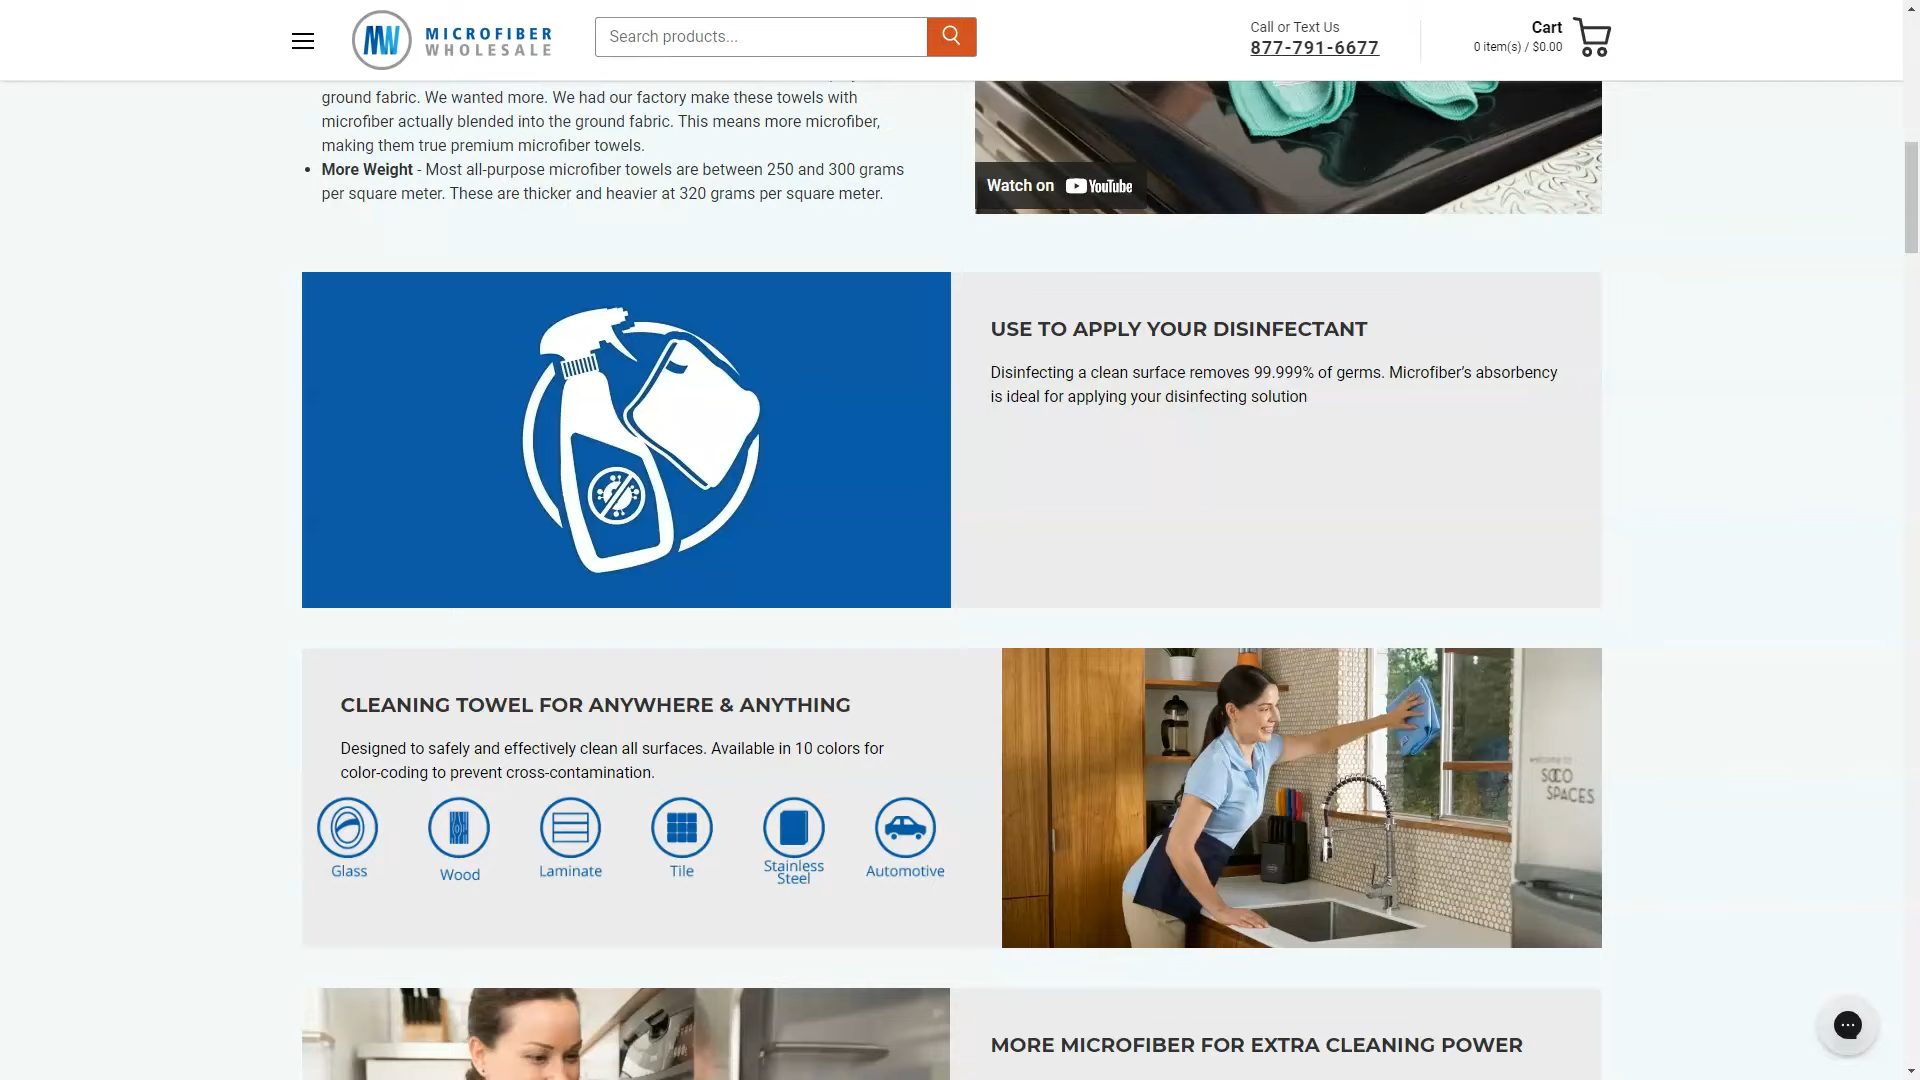 MICROFIBER
WHOLESALE
Search products...
Call or Text Us
877-791-6677
Cart
0 item(s) / $0.00
ground fabric. We wanted more. We had our factory make these towels with
microfiber actually blended into the ground fabric. This means more microfiber,
making them true premium microfiber towels.
More Weight - Most all-purpose microfiber towels are between 250 and 300 grams
per square meter. These are thicker and heavier at 320 grams per square meter.
Watch on YouTube
USE TO APPLY YOUR DISINFECTANT
Disinfecting a clean surface removes 99.999% of germs. Microfiber’s absorbency
is ideal for applying your disinfecting solution
CLEANING TOWEL FOR ANYWHERE & ANYTHING
Designed to safely and effectively clean all surfaces. Available in 10 colors for
color-coding to prevent cross-contamination.
Glass
Wood
Laminate
Tile
Stainless
Steel
Automotive
welcome to
SOCO
SPACES
MORE MICROFIBER FOR EXTRA CLEANING POWER